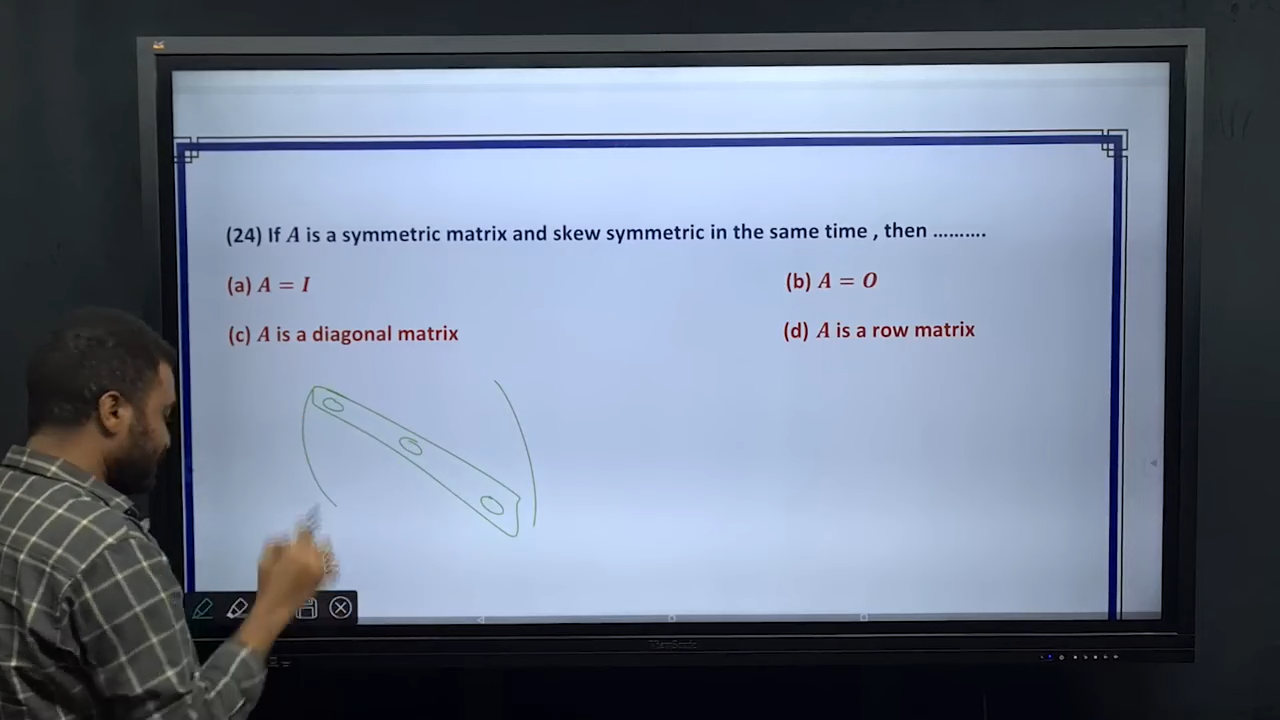 (24) If A is a symmetric matrix and skew symmetric in the same time , then ..........
(a) A = I
(b) A = O
(c) A is a diagonal matrix
(d) A is a row matrix
ViewSonic